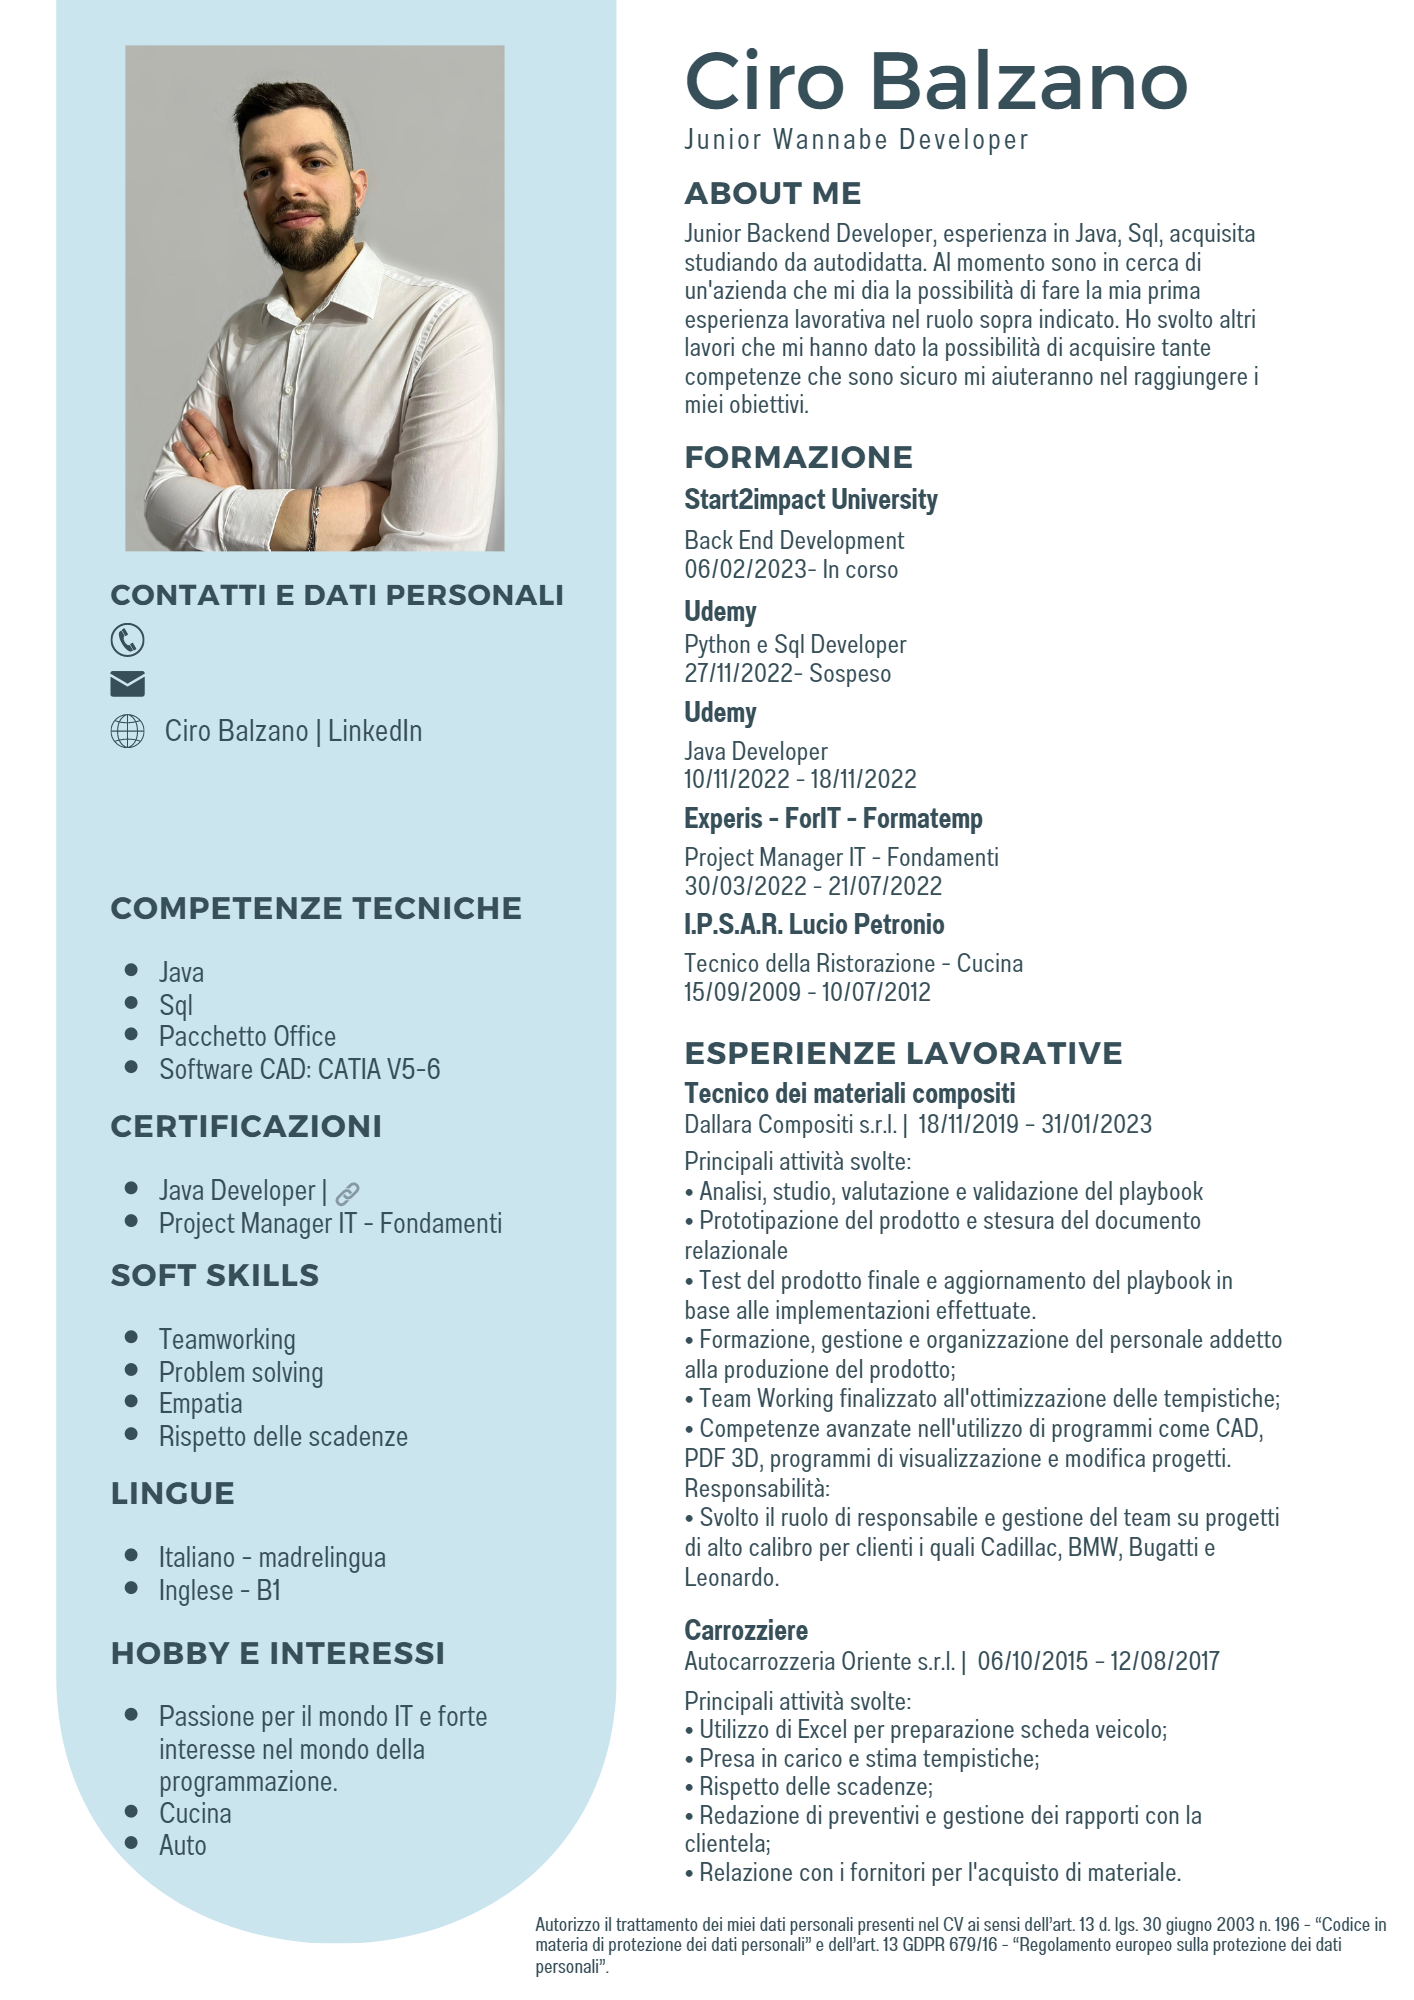 Ciro Balzano
Junior Wannabe Developer
ABOUT ME
Junior Backend Developer, esperienza in Java, Sql, acquisita
studiando da autodidatta. Al momento sono in cerca di
un'azienda che mi dia la possibilità di fare la mia prima
esperienza lavorativa nel ruolo sopra indicato. Ho svolto altri
lavori che mi hanno dato la possibilità di acquisire tante
competenze che sono sicuro mi aiuteranno nel raggiungere i
miei obiettivi.
FORMAZIONE
Start2impact University
Back End Development
06/02/2023- In corso
Udemy
Python e Sql Developer
27/11/2022- Sospeso
Udemy
Java Developer
10/11/2022 - 18/11/2022
Experis - ForIT - Formatemp
Project Manager IT - Fondamenti
30/03/2022 - 21/07/2022
I.P.S.A.R. Lucio Petronio
Tecnico della Ristorazione - Cucina
15/09/2009 - 10/07/2012
ESPERIENZE LAVORATIVE
Tecnico dei materiali compositi
Dallara Compositi s.r.l. | 18/11/2019 – 31/01/2023
Principali attività svolte:
• Analisi, studio, valutazione e validazione del playbook
• Prototipazione del prodotto e stesura del documento
relazionale
• Test del prodotto finale e aggiornamento del playbook in
base alle implementazioni effettuate.
• Formazione, gestione e organizzazione del personale addetto
alla produzione del prodotto;
• Team Working finalizzato all'ottimizzazione delle tempistiche;
• Competenze avanzate nell'utilizzo di programmi come CAD,
PDF 3D, programmi di visualizzazione e modifica progetti.
Responsabilità:
• Svolto il ruolo di responsabile e gestione del team su progetti
di alto calibro per clienti i quali Cadillac, BMW, Bugatti e
Leonardo.
Carrozziere
Autocarrozzeria Oriente s.r.l. | 06/10/2015 – 12/08/2017
Principali attività svolte:
• Utilizzo di Excel per preparazione scheda veicolo;
• Presa in carico e stima tempistiche;
• Rispetto delle scadenze;
• Redazione di preventivi e gestione dei rapporti con la
clientela;
• Relazione con i fornitori per l'acquisto di materiale.
CONTATTI E DATI PERSONALI
Ciro Balzano | LinkedIn
COMPETENZE TECNICHE
• Java
• Sql
• Pacchetto Office
• Software CAD: CATIA V5-6
CERTIFICAZIONI
• Java Developer |
• Project Manager IT - Fondamenti
SOFT SKILLS
• Teamworking
• Problem solving
• Empatia
• Rispetto delle scadenze
LINGUE
• Italiano - madrelingua
• Inglese - B1
HOBBY E INTERESSI
• Passione per il mondo IT e forte
interesse nel mondo della
programmazione.
• Cucina
• Auto
Autorizzo il trattamento dei miei dati personali presenti nel CV ai sensi dell’art. 13 d. lgs. 30 giugno 2003 n. 196 - “Codice in
materia di protezione dei dati personali” e dell’art. 13 GDPR 679/16 - “Regolamento europeo sulla protezione dei dati
personali”.